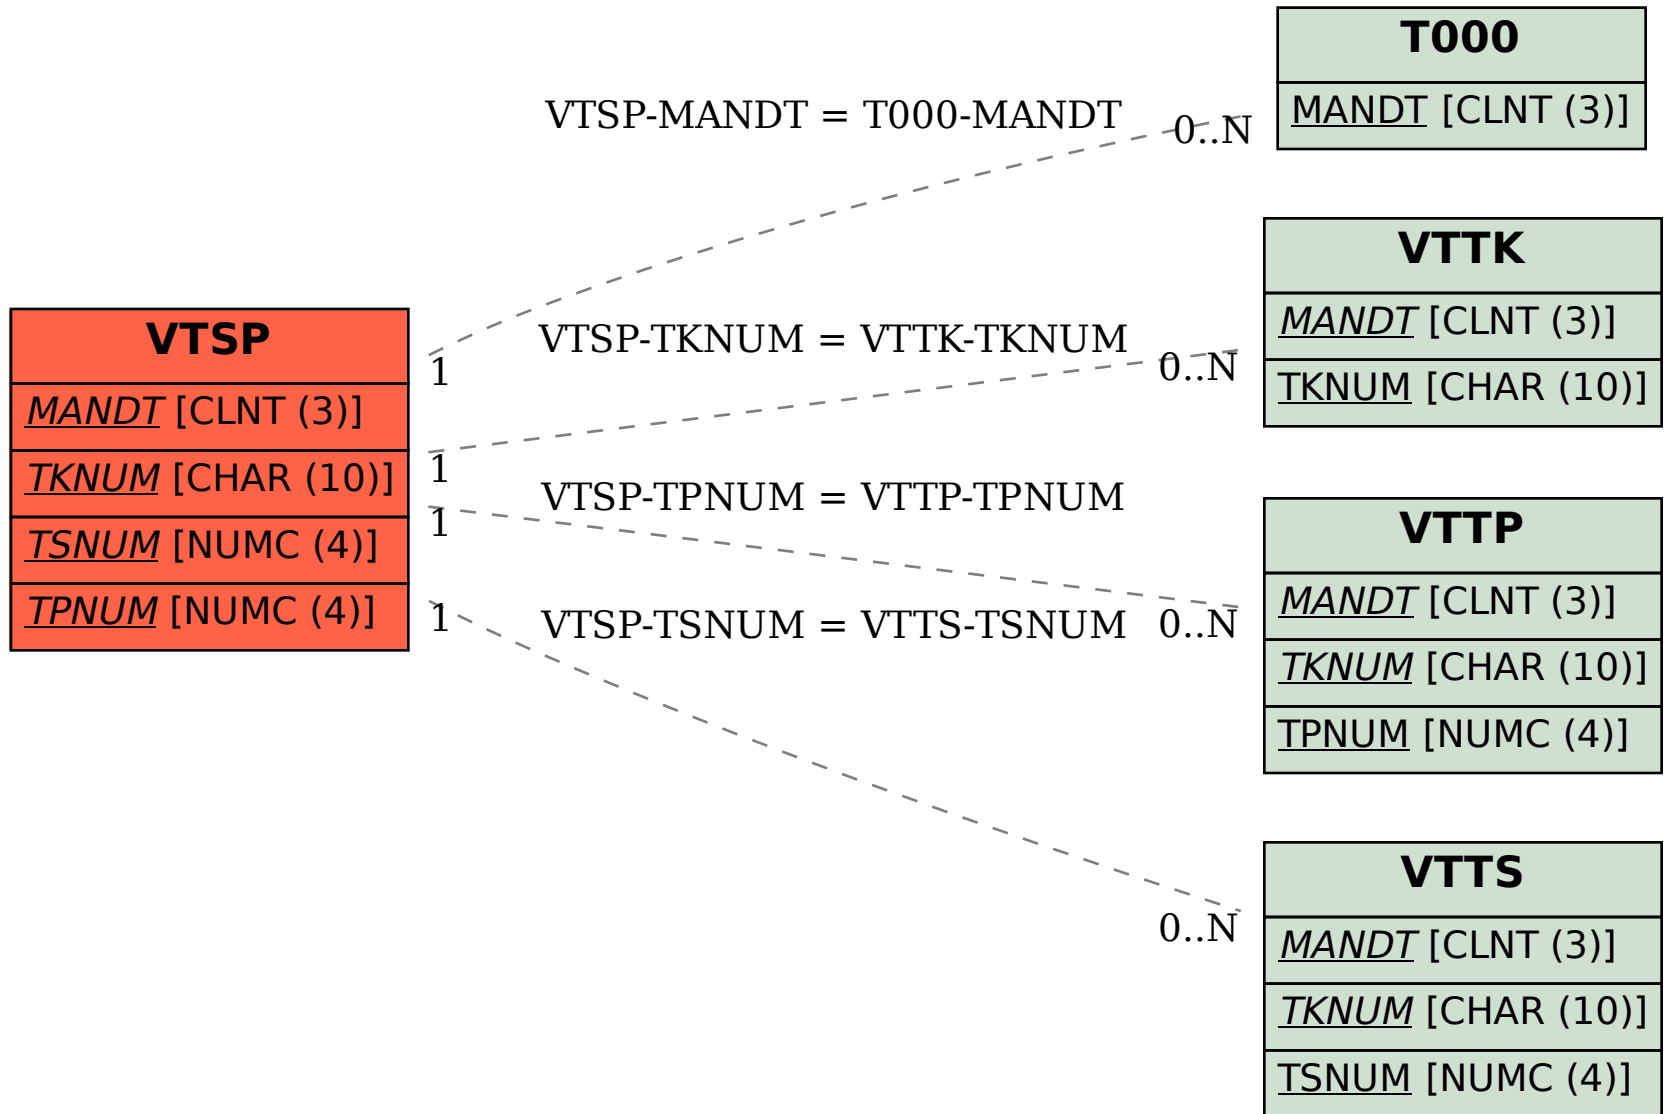 T000
MANDT [CLNT (3)]
VTSP-MANDT = T000-MANDT
0..N
VTTK
MANDT [CLNT (3)]
TKNUM [CHAR (10)]
VTSP
MANDT [CLNT (3)]
TKNUM [CHAR (10)]
TSNUM [NUMC (4)]
TPNUM [NUMC (4)]
1
VTSP-TKNUM = VTTK-TKNUM
0..N
1
VTSP-TPNUM = VTTP-TPNUM
1
VTSP-TSNUM = VTTS-TSNUM
0..N
1
VTTP
MANDT [CLNT (3)]
TKNUM [CHAR (10)]
TPNUM [NUMC (4)]
0..N
VTTS
MANDT [CLNT (3)]
TKNUM [CHAR (10)]
TSNUM [NUMC (4)]